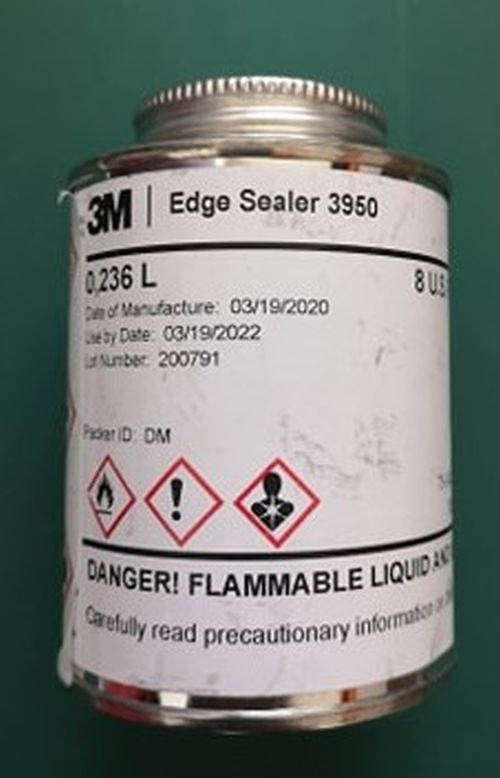 3M | Edge Sealer 3950
0,236 L 8 U.S.
Date of Manufacture: 03/19/2020
Use by Date: 03/19/2022
Lot Number: 200791
Packer ID: DM
DANGER! FLAMMABLE LIQUID AND
Carefully read precautionary information on